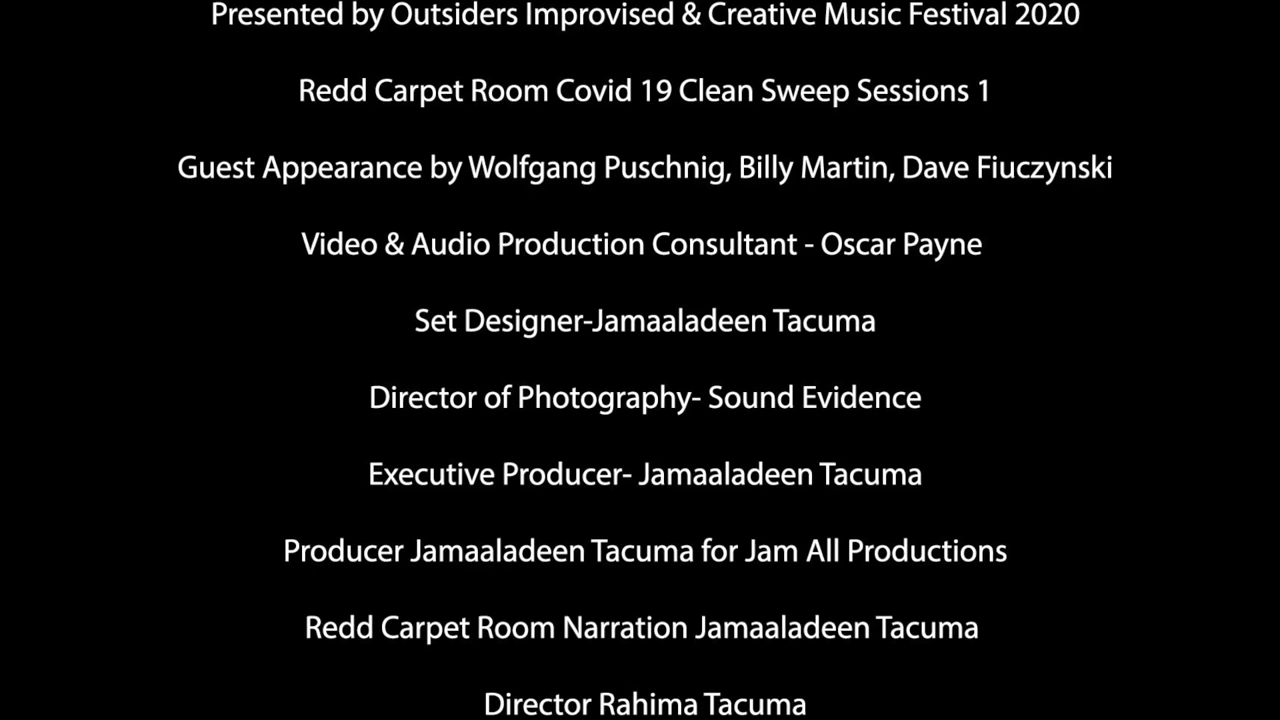 Presented by Outsiders Improvised & Creative Music Festival 2020
Redd Carpet Room Covid 19 Clean Sweep Sessions 1
Guest Appearance by Wolfgang Puschnig, Billy Martin, Dave Fiuczynski
Video & Audio Production Consultant - Oscar Payne
Set Designer-Jamaaladeen Tacuma
Director of Photography- Sound Evidence
Executive Producer- Jamaaladeen Tacuma
Producer Jamaaladeen Tacuma for Jam All Productions
Redd Carpet Room Narration Jamaaladeen Tacuma
Director Rahima Tacuma